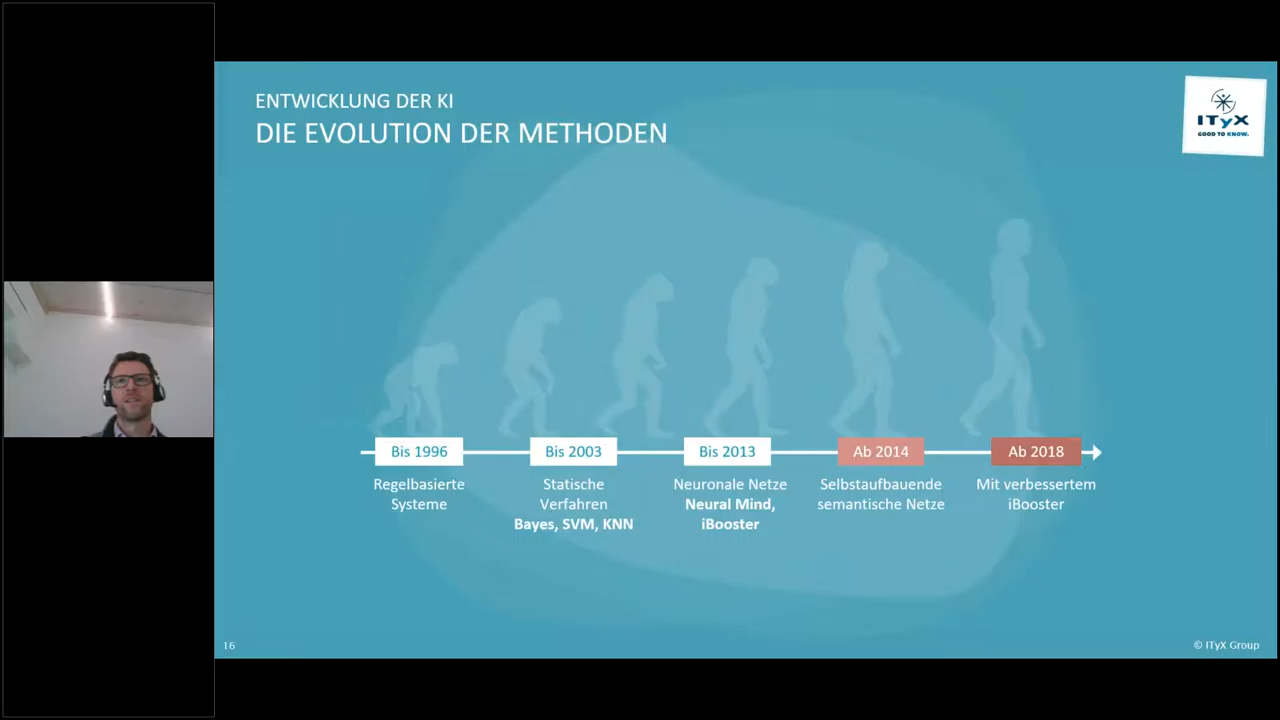 ENTWICKLUNG DER KI
DIE EVOLUTION DER METHODEN
ITyX
GOOD TO KNOW.
Bis 1996
Regelbasierte
Systeme
Bis 2003
Statische
Verfahren
Bayes, SVM, KNN
Bis 2013
Neuronale Netze
Neural Mind,
iBooster
Ab 2014
Selbstaufbauende
semantische Netze
Ab 2018
Mit verbessertem
iBooster
16
© ITyX Group